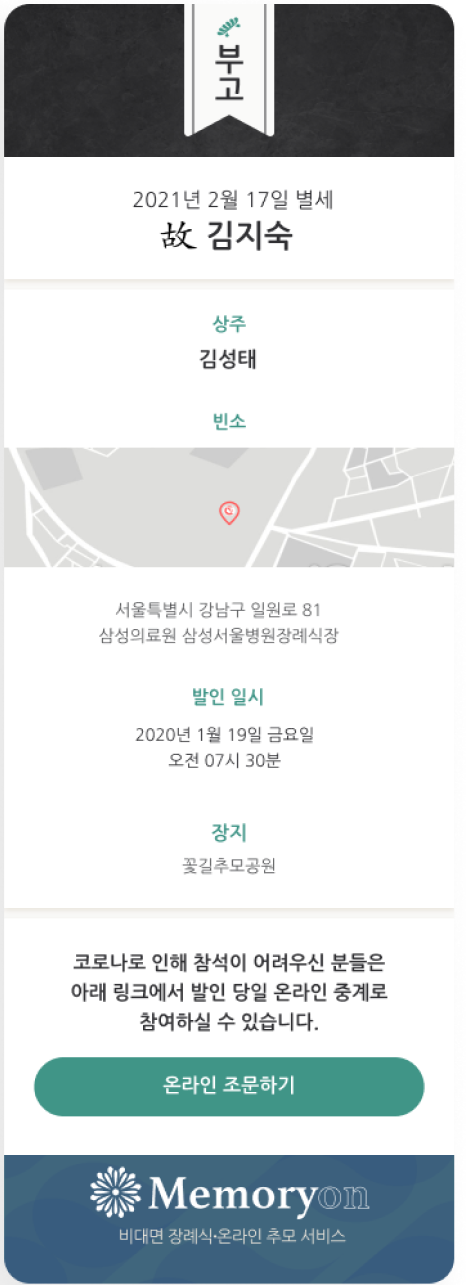 부고
2021년 2월 17일 별세
故 김지숙
상주
김성태
빈소
서울특별시 강남구 일원로 81
삼성의료원 삼성서울병원장례식장
발인 일시
2020년 1월 19일 금요일
오전 07시 30분
장지
꽃길추모공원
코로나로 인해 참석이 어려우신 분들은
아래 링크에서 발인 당일 온라인 중계로
참여하실 수 있습니다.
온라인 조문하기
Memoryon
비대면 장례식·온라인 추모 서비스